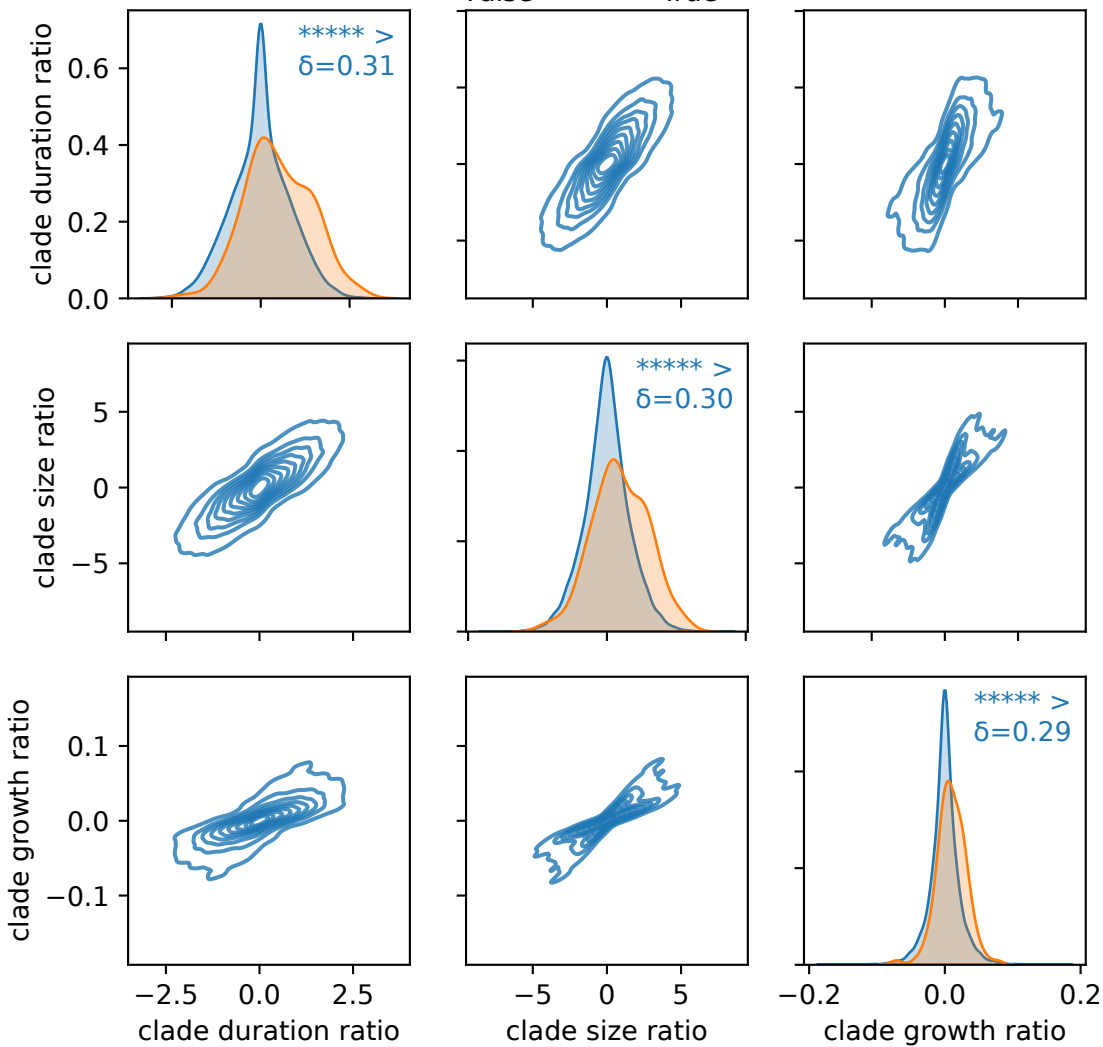 ***** >
δ=0.31
clade duration ratio
0.6
0.4
0.2
0.0
***** >
δ=0.30
clade size ratio
5
0
−5
***** >
δ=0.29
clade growth ratio
0.1
0.0
−0.1
−2.5 0.0 2.5
−5 0 5
−0.2 0.0 0.2
clade duration ratio
clade size ratio
clade growth ratio